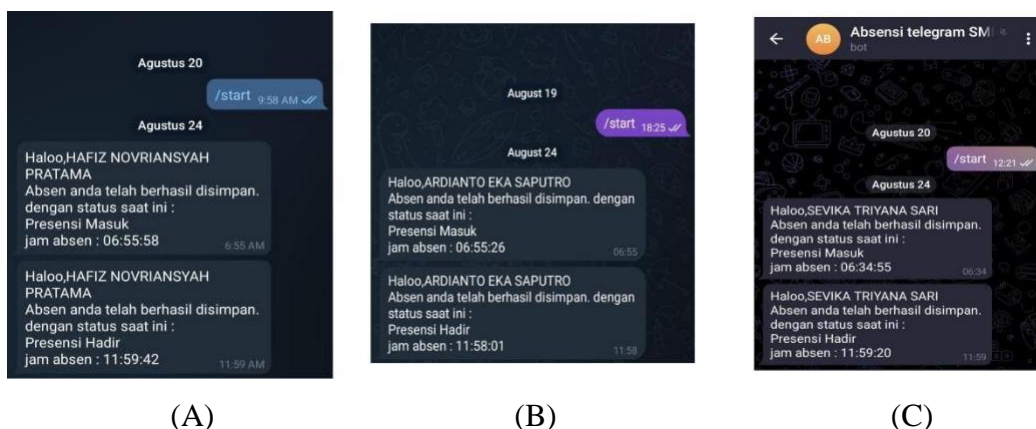 Agustus 20
/start 9:58 AM
Agustus 24
Haloo,HAFIZ NOVRIANSYAH
PRATAMA
Absen anda telah berhasil disimpan.
dengan status saat ini :
Presensi Masuk
jam absen : 06:55:58
6:55 AM
Haloo,HAFIZ NOVRIANSYAH
PRATAMA
Absen anda telah berhasil disimpan.
dengan status saat ini :
Presensi Hadir
jam absen : 11:59:42
11:59 AM
(A)
August 19
/start 18:25
August 24
Haloo,ARDIANTO EKA SAPUTRO
Absen anda telah berhasil disimpan. dengan
status saat ini :
Presensi Masuk
jam absen : 06:55:26
06:55
Haloo,ARDIANTO EKA SAPUTRO
Absen anda telah berhasil disimpan. dengan
status saat ini :
Presensi Hadir
jam absen : 11:58:01
11:58
(B)
AB
Absensi telegram SM
bot
Agustus 20
/start 12:21
Agustus 24
Haloo,SEVIKA TRIYANA SARI
Absen anda telah berhasil disimpan.
dengan status saat ini :
Presensi Masuk
jam absen : 06:34:55
06:34
Haloo,SEVIKA TRIYANA SARI
Absen anda telah berhasil disimpan.
dengan status saat ini :
Presensi Hadir
jam absen : 11:59:20
11:59
(C)